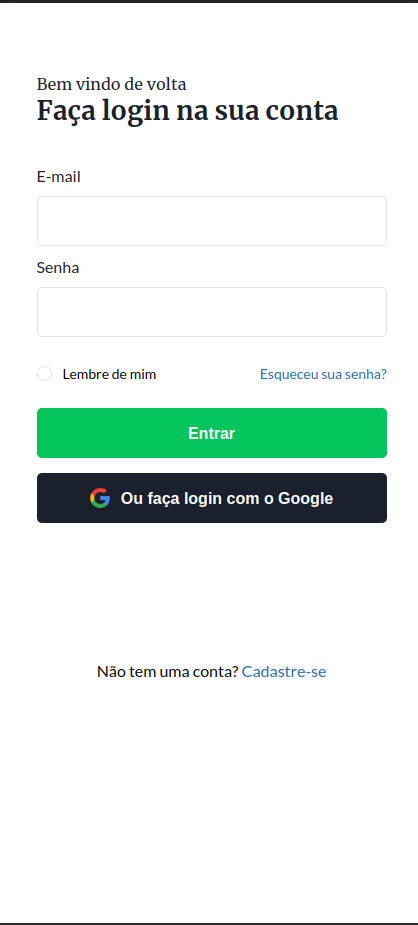 Bem vindo de volta
Faça login na sua conta
E-mail
Senha
Lembre de mim Esqueceu sua senha?
Entrar
Ou faça login com o Google
Não tem uma conta? Cadastre-se